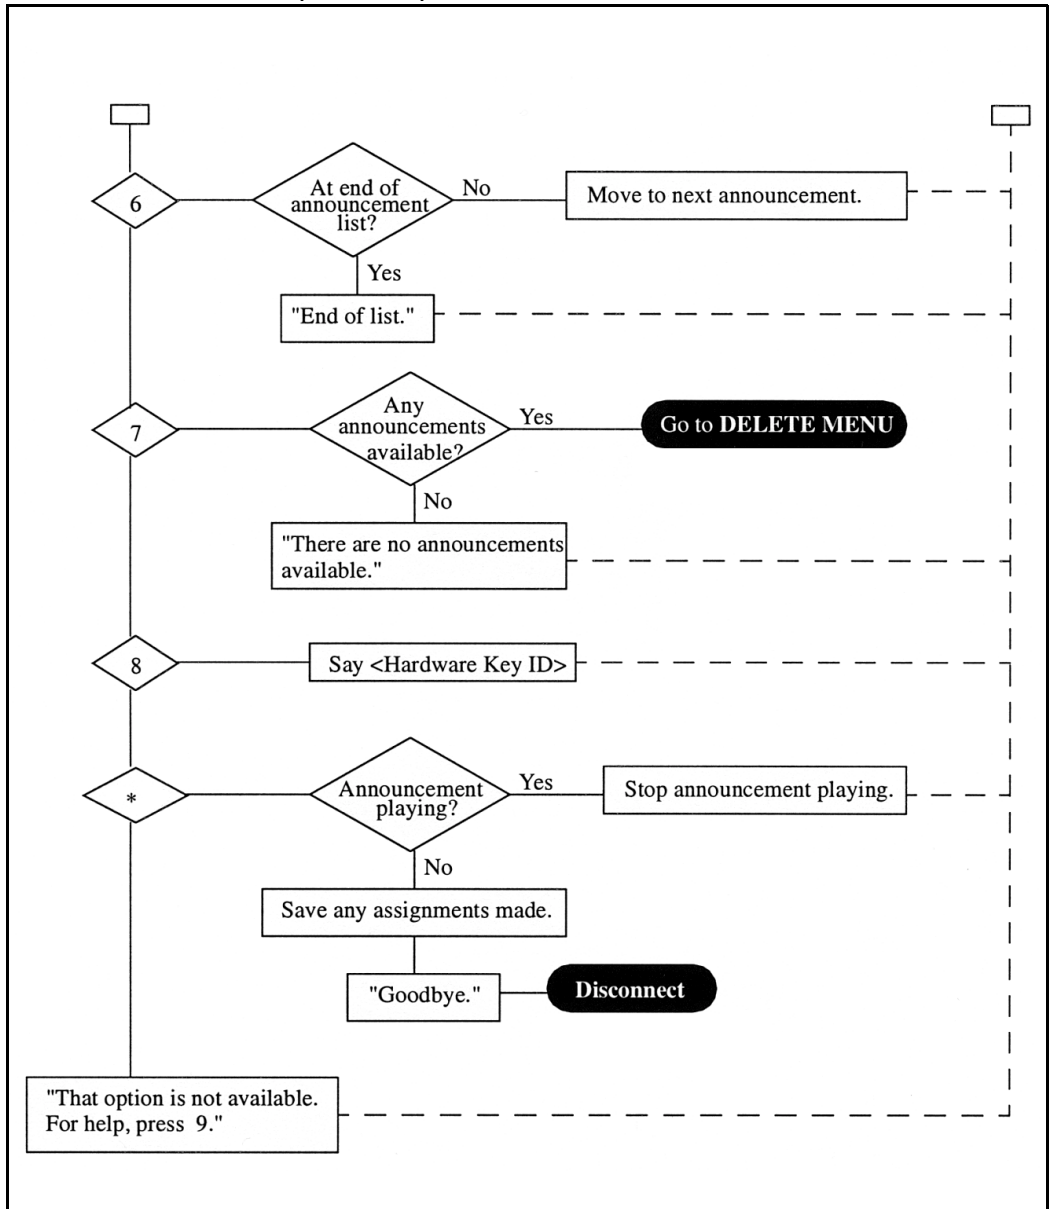 6
At end of
announcement
list?
No
Move to next announcement.
Yes
"End of list."
7
Any
announcements
available?
Yes
Go to DELETE MENU
No
"There are no announcements
available."
8
Say <Hardware Key ID>
*
Announcement
playing?
Yes
Stop announcement playing.
No
Save any assignments made.
"Goodbye."
Disconnect
"That option is not available.
For help, press 9."